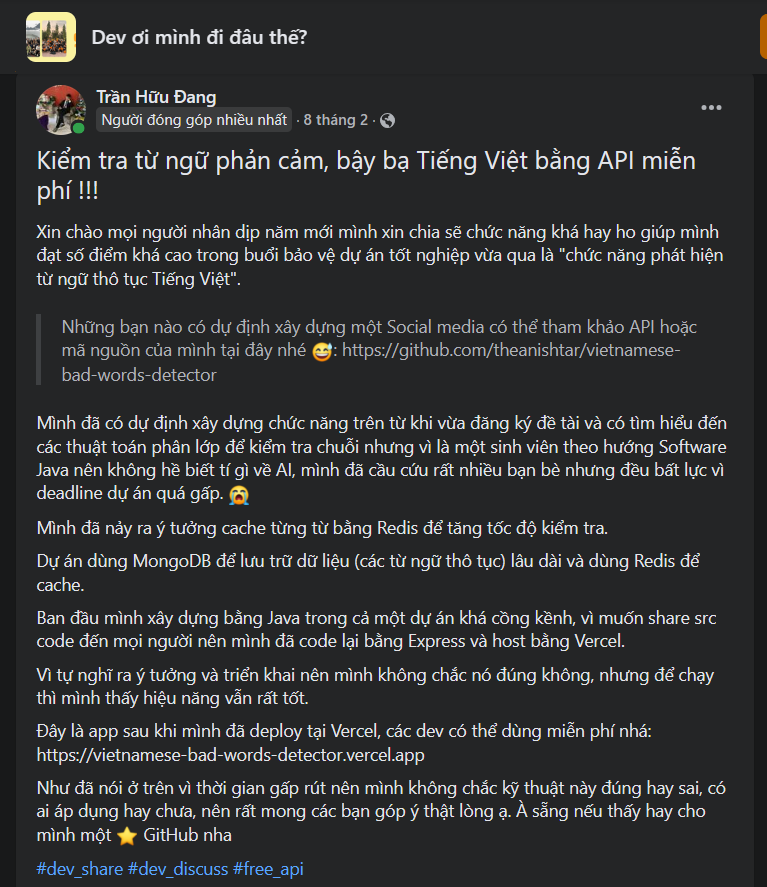 Dev ơi mình đi đâu thế?
Trần Hữu Đang
Người đóng góp nhiều nhất · 8 tháng 2 ·
Kiểm tra từ ngữ phản cảm, bậy bạ Tiếng Việt bằng API miễn
phí !!!
Xin chào mọi người nhân dịp năm mới mình xin chia sẽ chức năng khá hay ho giúp mình
đạt số điểm khá cao trong buổi bảo vệ dự án tốt nghiệp vừa qua là "chức năng phát hiện
từ ngữ thô tục Tiếng Việt".
Những bạn nào có dự định xây dựng một Social media có thể tham khảo API hoặc
mã nguồn của mình tại đây nhé 😅: https://github.com/theanishtar/vietnamese-
bad-words-detector
Mình đã có dự định xây dựng chức năng trên từ khi vừa đăng ký đề tài và có tìm hiểu đến
các thuật toán phân lớp để kiểm tra chuỗi nhưng vì là một sinh viên theo hướng Software
Java nên không hề biết tí gì về AI, mình đã cầu cứu rất nhiều bạn bè nhưng đều bất lực vì
deadline dự án quá gấp. 😭
Mình đã nảy ra ý tưởng cache từng từ bằng Redis để tăng tốc độ kiểm tra.
Dự án dùng MongoDB để lưu trữ dữ liệu (các từ ngữ thô tục) lâu dài và dùng Redis để
cache.
Ban đầu mình xây dựng bằng Java trong cả một dự án khá cồng kềnh, vì muốn share src
code đến mọi người nên mình đã code lại bằng Express và host bằng Vercel.
Vì tự nghĩ ra ý tưởng và triển khai nên mình không chắc nó đúng không, nhưng để chạy
thì mình thấy hiệu năng vẫn rất tốt.
Đây là app sau khi mình đã deploy tại Vercel, các dev có thể dùng miễn phí nhá:
https://vietnamese-bad-words-detector.vercel.app
Như đã nói ở trên vì thời gian gấp rút nên mình không chắc kỹ thuật này đúng hay sai, có
ai áp dụng hay chưa, nên rất mong các bạn góp ý thật lòng ạ. À sẵng nếu thấy hay cho
mình một ⭐ GitHub nha
#dev_share #dev_discuss #free_api